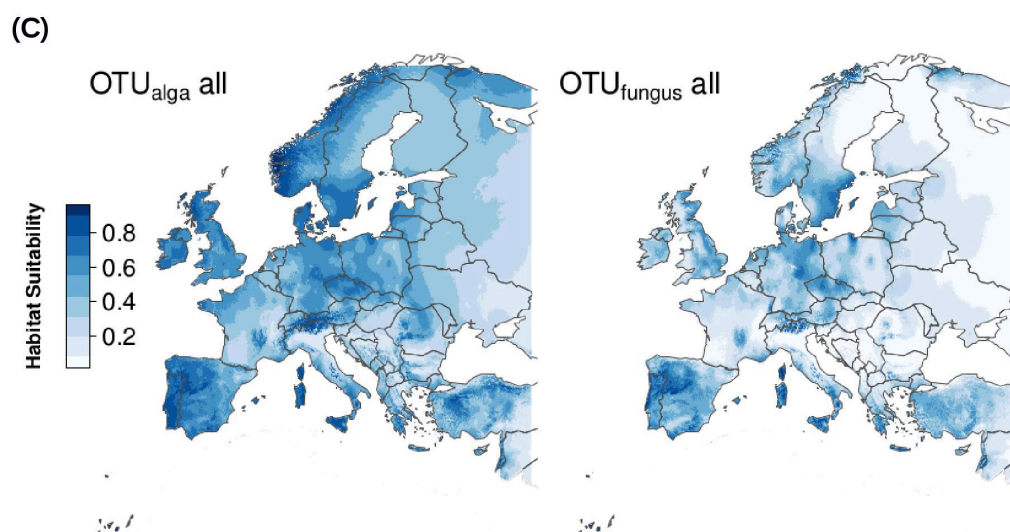 (C)
OTUalga all
OTUfungus all
Habitat Suitability
0.8
0.6
0.4
0.2